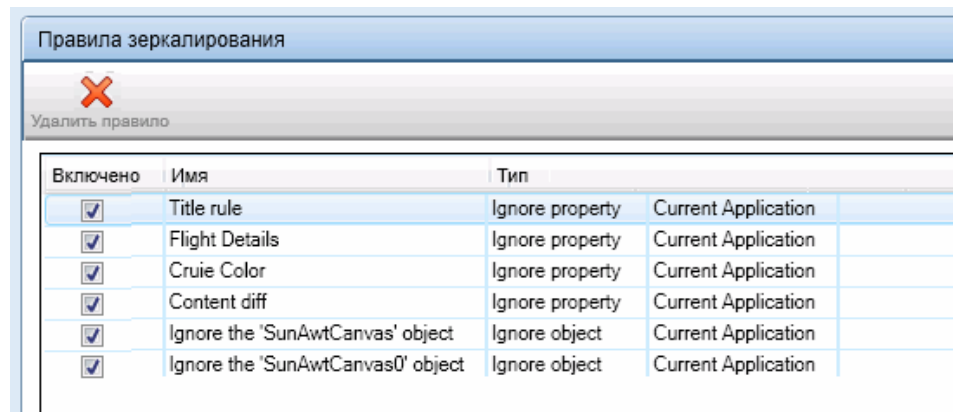 Правила зеркалирования
Удалить правило
Включено Имя Тип
Title rule Ignore property Current Application
Flight Details Ignore property Current Application
Cruie Color Ignore property Current Application
Content diff Ignore property Current Application
Ignore the 'SunAwtCanvas' object Ignore object Current Application
Ignore the 'SunAwtCanvas0' object Ignore object Current Application